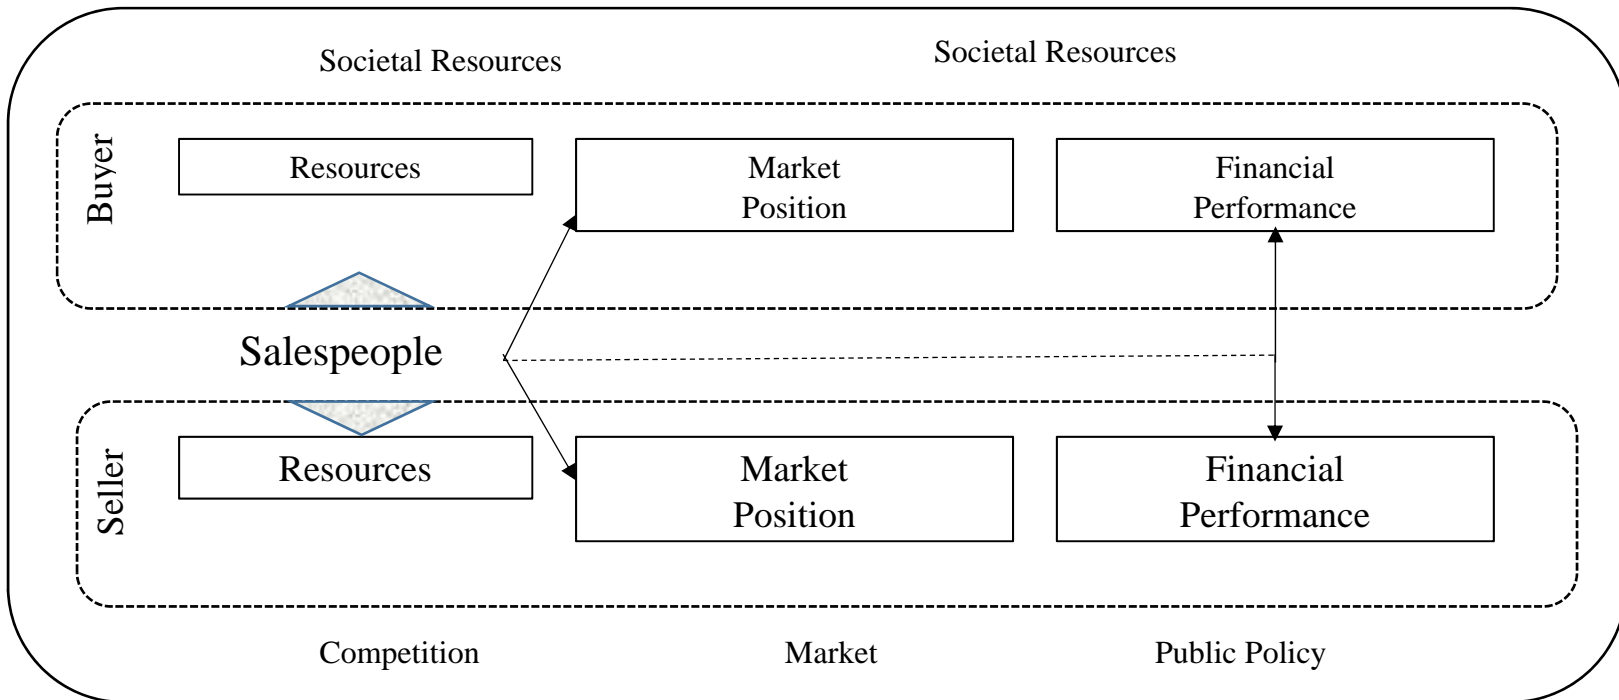 Societal Resources
Societal Resources
Buyer
Resources
Market
Position
Financial
Performance
Salespeople
Seller
Resources
Market
Position
Financial
Performance
Competition
Market
Public Policy